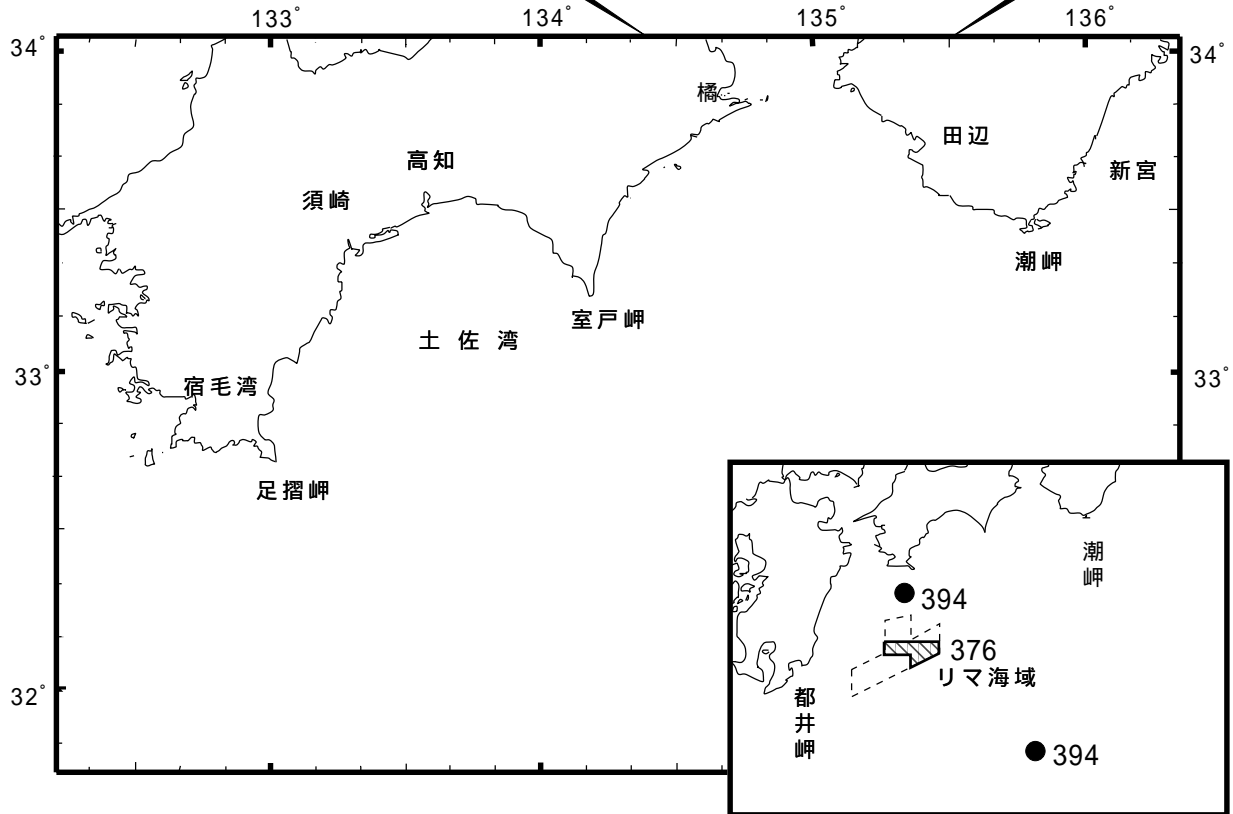 133° 134° 135° 136°
34° 34°
橘
田辺
高知
新宮
須崎
潮岬
室戸岬
土佐湾
33° 33°
宿毛湾
足摺岬
潮岬
394
376
リマ海域
32°
都井岬
394